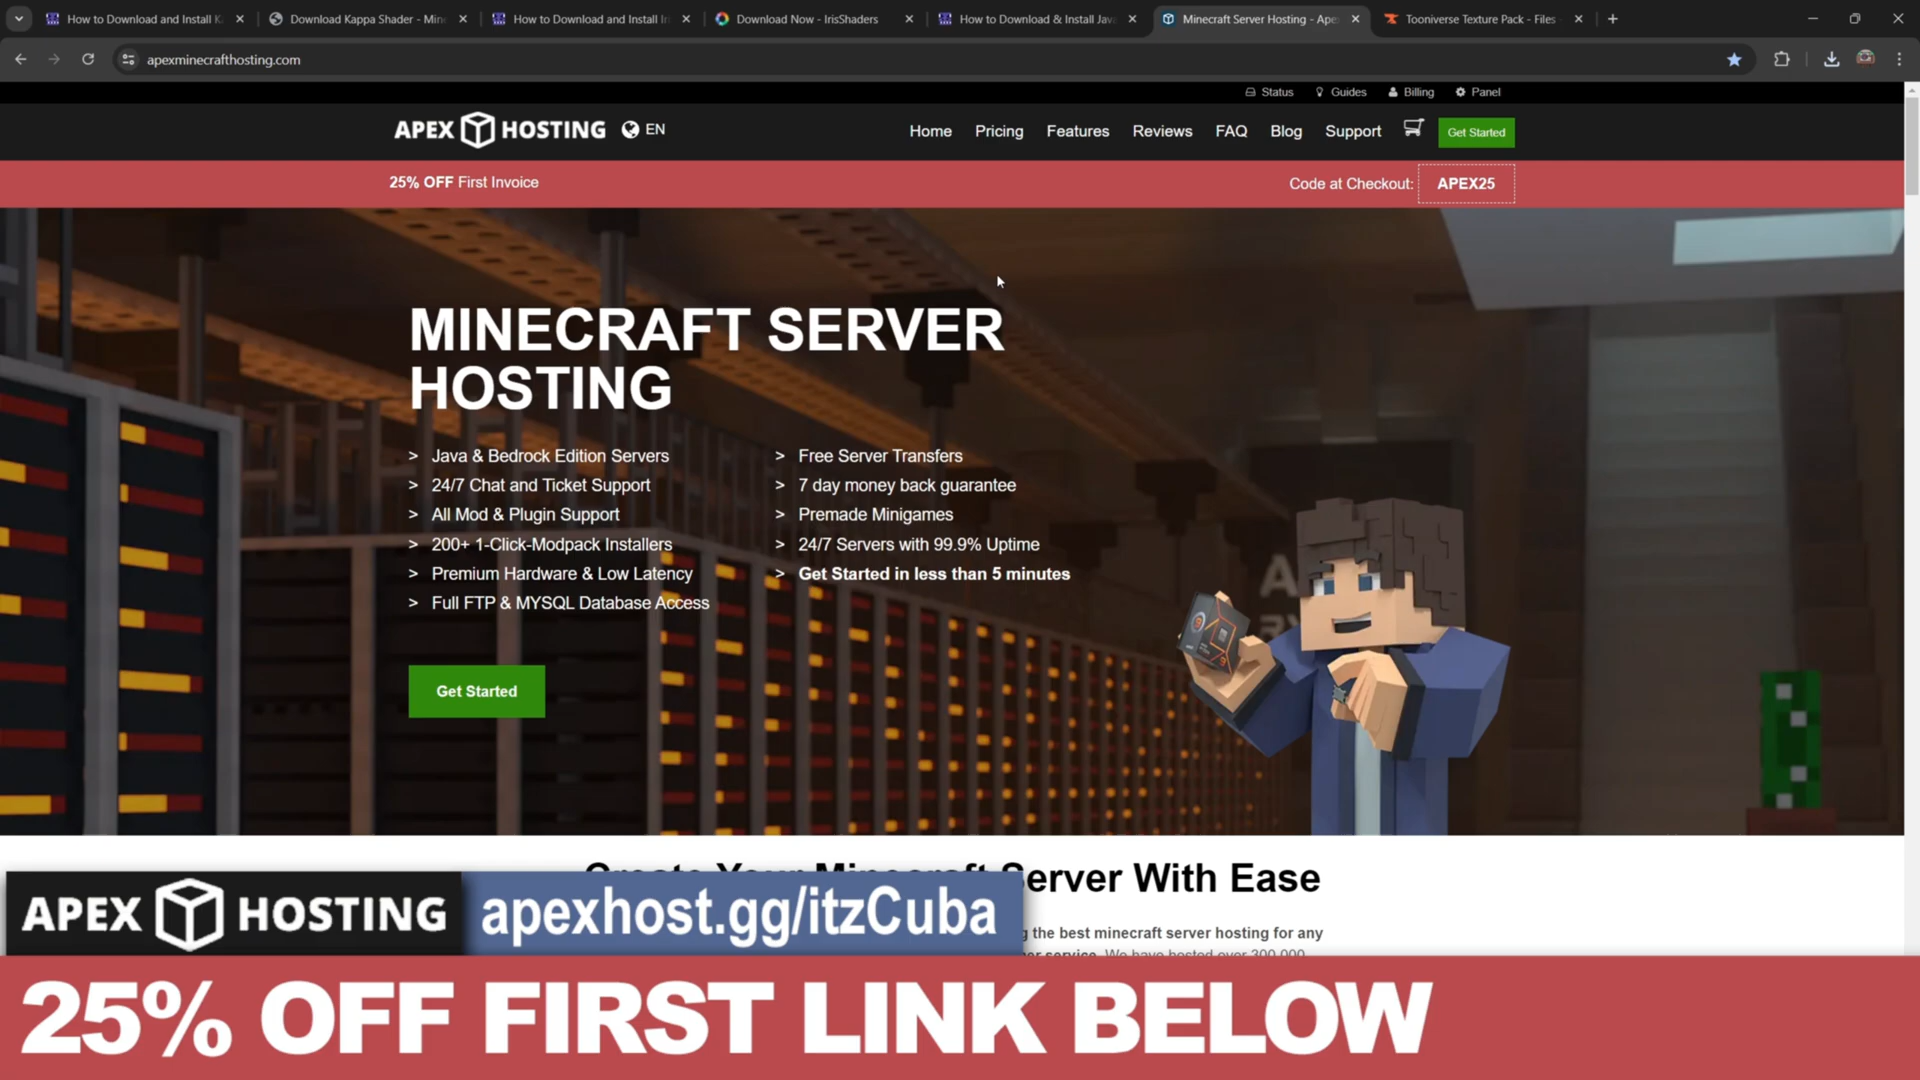 How to Download and Install K
Download Kappa Shader - Min
How to Download and Install Ir
Download Now - IrisShaders
How to Download & Install Jav
Minecraft Server Hosting - Ape
Tooniverse Texture Pack - Files
apexminecrafthosting.com
Status
Guides
Billing
Panel
APEX HOSTING
EN
Home
Pricing
Features
Reviews
FAQ
Blog
Support
Get Started
25% OFF First Invoice
Code at Checkout:
APEX25
MINECRAFT SERVER
HOSTING
> Java & Bedrock Edition Servers
> 24/7 Chat and Ticket Support
> All Mod & Plugin Support
> 200+ 1-Click-Modpack Installers
> Premium Hardware & Low Latency
> Full FTP & MYSQL Database Access
> Free Server Transfers
> 7 day money back guarantee
> Premade Minigames
> 24/7 Servers with 99.9% Uptime
> Get Started in less than 5 minutes
Get Started
Create Your Minecraft Server With Ease
the best minecraft server hosting for any
service. We have hosted over 300,000
APEX HOSTING
apexhost.gg/itzCuba
25% OFF FIRST LINK BELOW